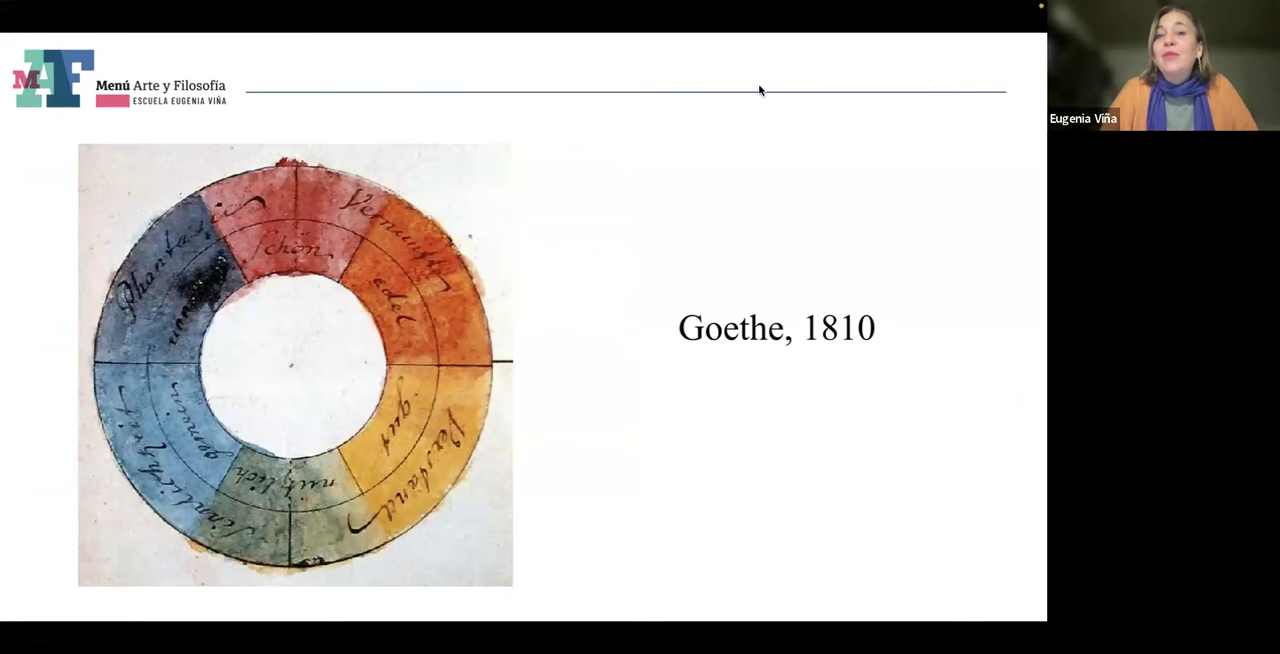 MAF
Menú Arte y Filosofía
ESCUELA EUGENIA VIÑA
Eugenia Viña
Phantasie
Vernunft
schön
edel
unnöthig
gut
Verstand
gemein
nützlich
Sinnlichkeit
Goethe, 1810